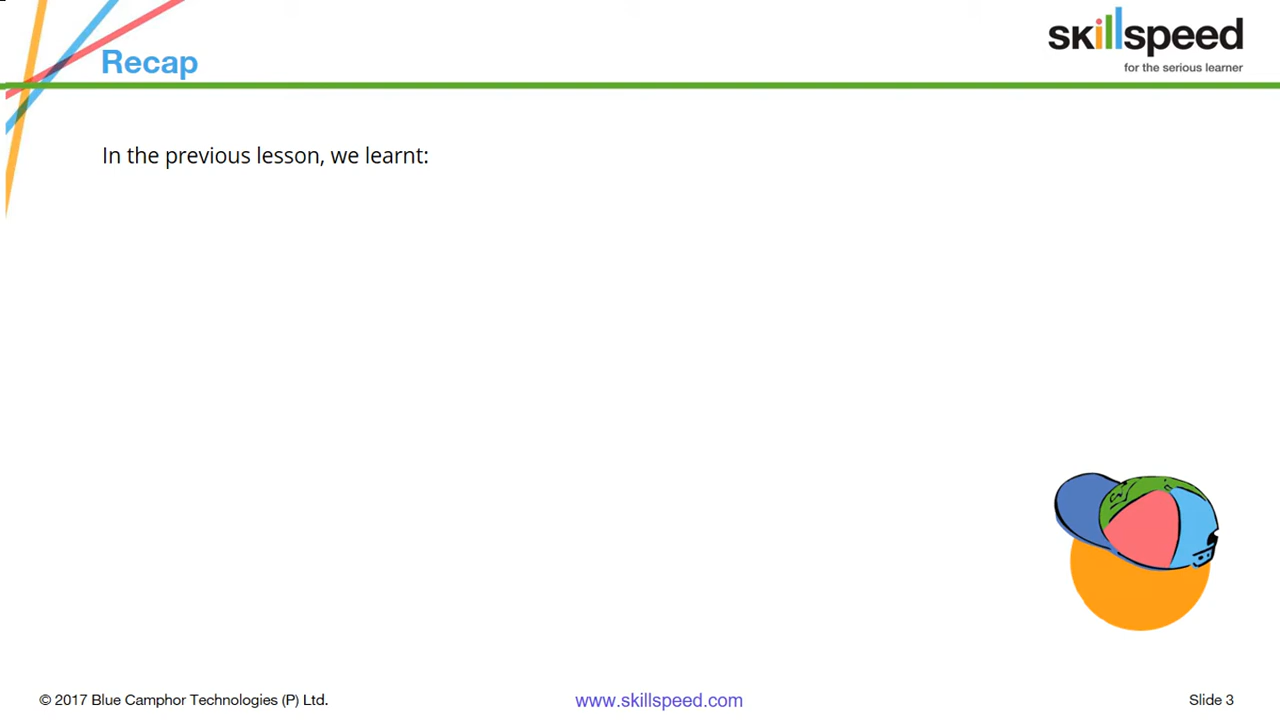 Recap
skillspeed
for the serious learner
In the previous lesson, we learnt:
© 2017 Blue Camphor Technologies (P) Ltd.
www.skillspeed.com
Slide 3